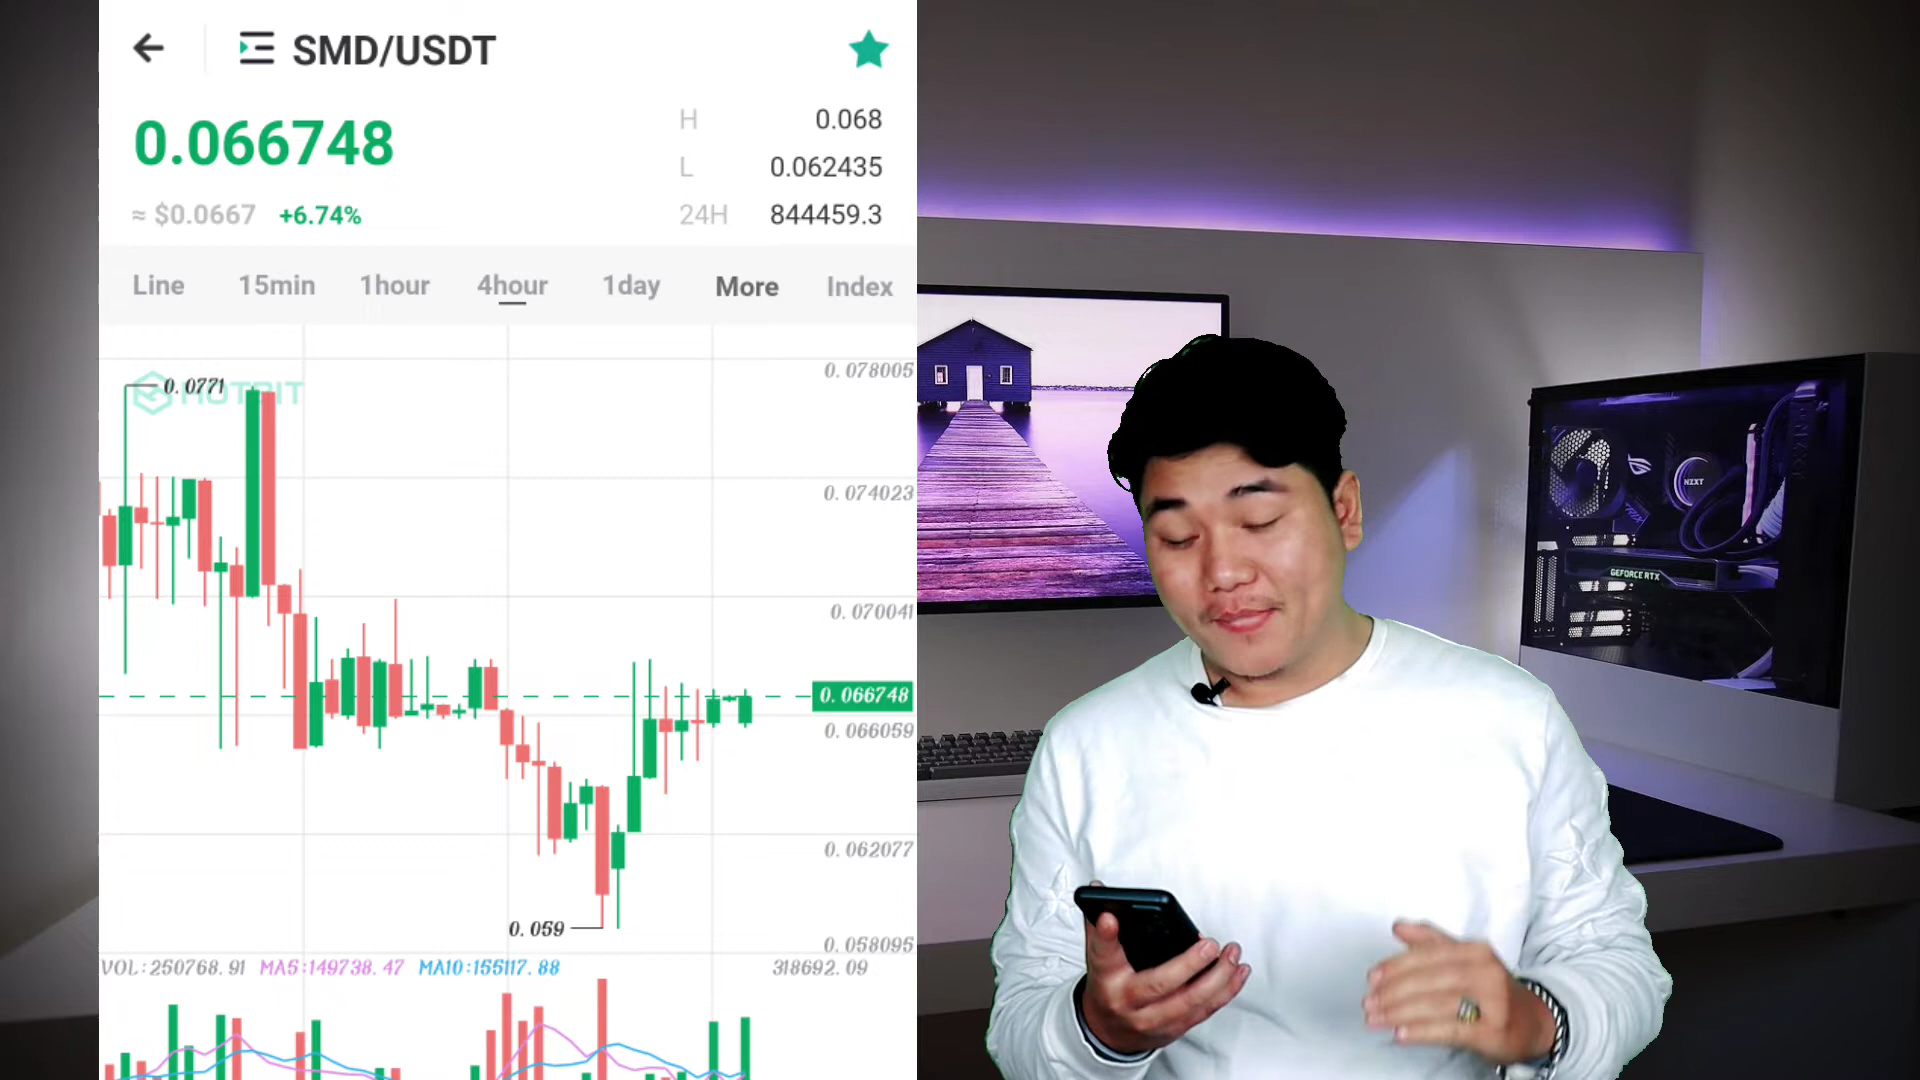 SMD/USDT
0.066748
≈ $0.0667 +6.74%
H 0.068
L 0.062435
24H 844459.3
Line 15min 1hour 4hour 1day More Index
0.078005
0.0771
HOTBIT
0.074023
0.070041
0.066748
0.066059
0.062077
0.059
0.058095
VOL:250768.91 MA5:149738.47 MA10:155117.88 318692.09
NZXT
GEFORCE RTX